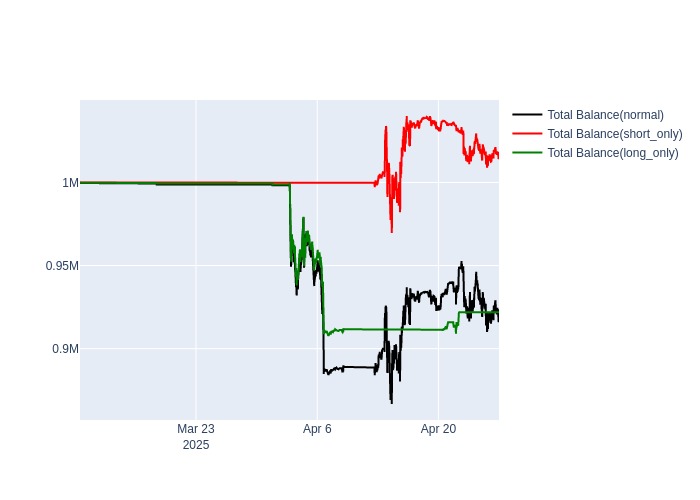 Total Balance(normal)
Total Balance(short_only)
Total Balance(long_only)
1M
0.95M
0.9M
Mar 23
2025
Apr 6
Apr 20